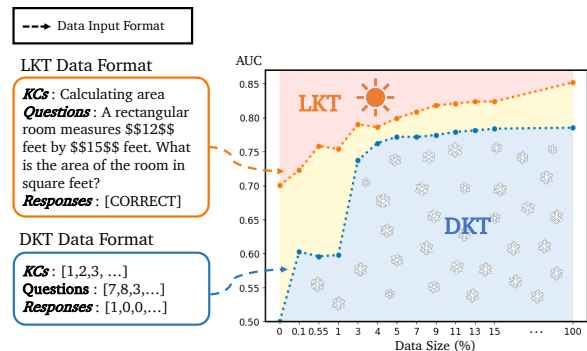 Data Input Format
LKT Data Format
KCs : Calculating area
Questions : A rectangular
room measures $$12$$
feet by $$15$$ feet. What
is the area of the room in
square feet?
Responses : [CORRECT]
DKT Data Format
KCs : [1,2,3, …]
Questions : [7,8,3,…]
Responses : [1,0,0,…]
AUC
0.85
0.80
0.75
0.70
0.65
0.60
0.55
0.50
LKT
DKT
0 0.1 0.55 1 3 4 5 7 9 11 13 15 ... 100
Data Size (%)